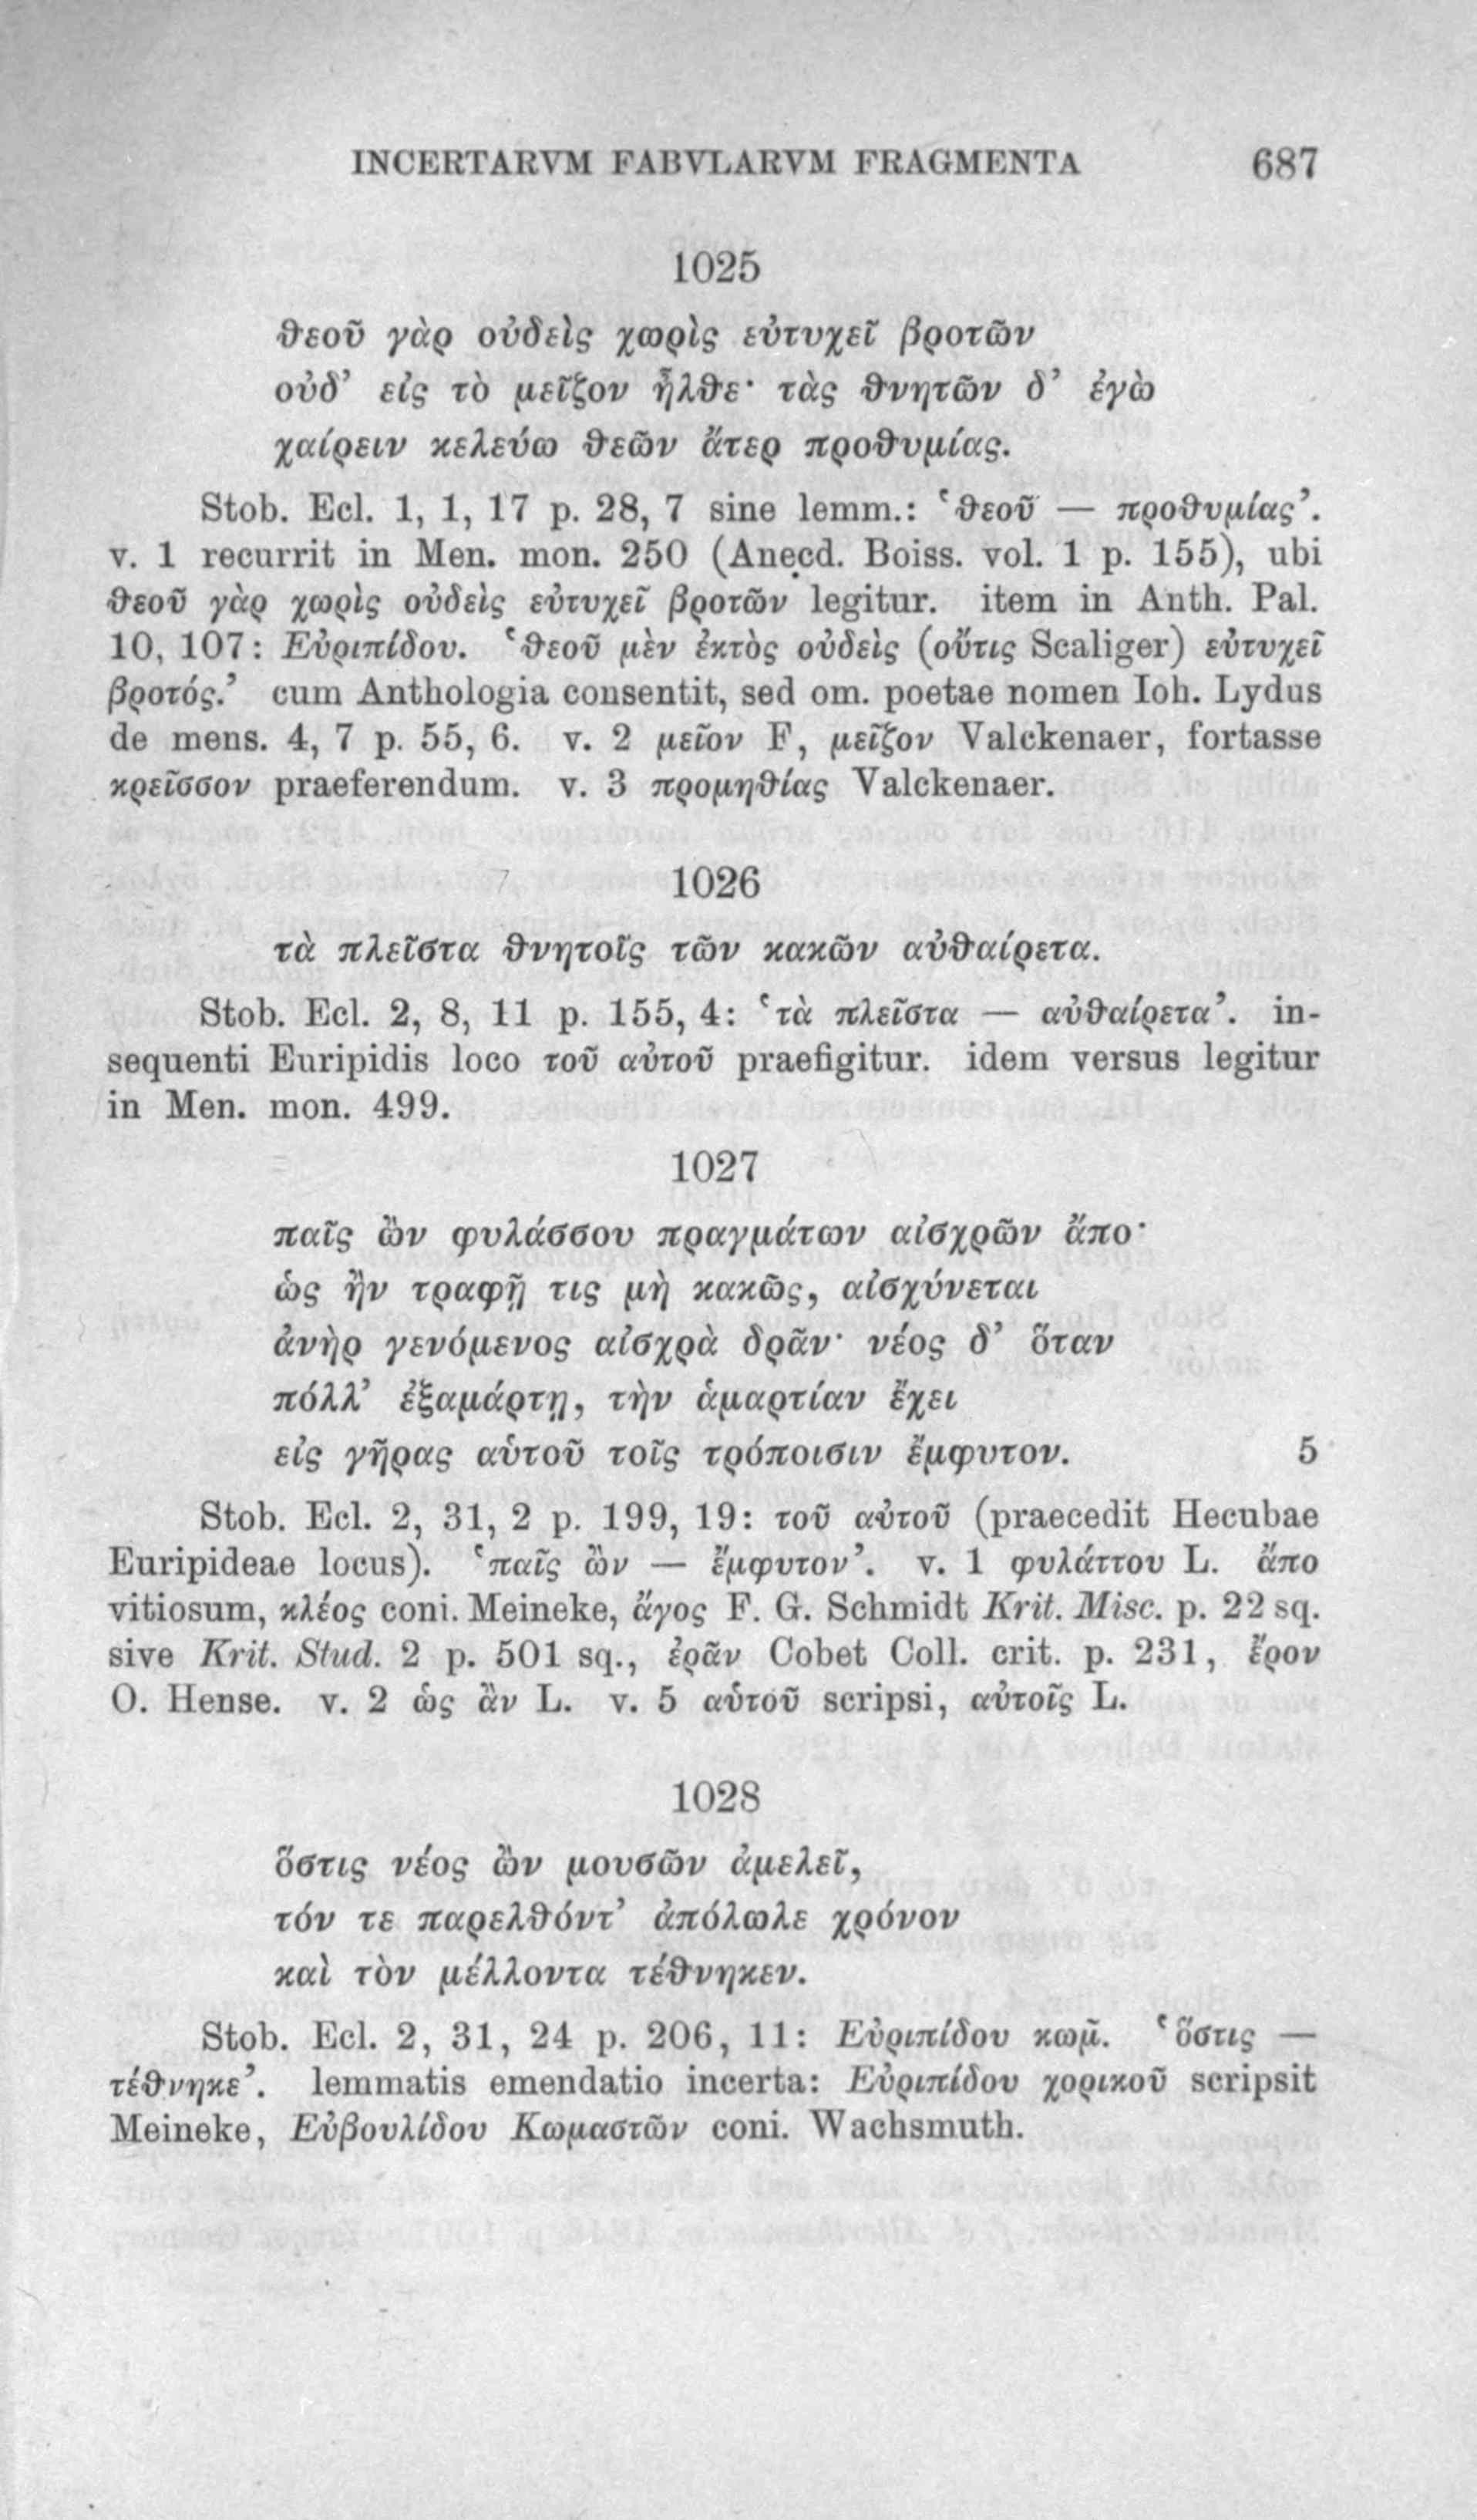 INCERTARVM FABVLARVM FRAGMENTA 687
1025
θεοῦ γὰρ οὐδεὶς χωρὶς εὐτυχεῖ βροτῶν
οὐδ’ εἰς τὸ μεῖζον ἦλθε· τὰς θνητῶν δ’ ἐγὼ
χαίρειν κελεύω θεῶν ἄτερ προθυμίας.
Stob. Ecl. 1, 1, 17 p. 28, 7 sine lemm.: ‘θεοῦ — προθυμίας’.
v. 1 recurrit in Men. mon. 250 (Anecd. Boiss. vol. 1 p. 155), ubi
θεοῦ γὰρ χωρὶς οὐδεὶς εὐτυχεῖ βροτῶν legitur. item in Anth. Pal.
10, 107: Εὐριπίδου. ‘θεοῦ μὲν ἐκτὸς οὐδεὶς (οὔτις Scaliger) εὐτυχεῖ
βροτός.’ cum Anthologia consentit, sed om. poetae nomen Ioh. Lydus
de mens. 4, 7 p. 55, 6. v. 2 μεῖον F, μεῖζον Valckenaer, fortasse
κρεῖσσον praeferendum. v. 3 προμηθίας Valckenaer.
1026
τὰ πλεῖστα θνητοῖς τῶν κακῶν αὐθαίρετα.
Stob. Ecl. 2, 8, 11 p. 155, 4: ‘τὰ πλεῖστα — αὐθαίρετα’. in-
sequenti Euripidis loco τοῦ αὐτοῦ praefigitur. idem versus legitur
in Men. mon. 499.
1027
παῖς ὢν φυλάσσου πραγμάτων αἰσχρῶν ἄπο·
ὡς ἢν τραφῇ τις μὴ κακῶς, αἰσχύνεται
ἀνὴρ γενόμενος αἰσχρὰ δρᾶν· νέος δ’ ὅταν
πόλλ’ ἐξαμάρτῃ, τὴν ἁμαρτίαν ἔχει
εἰς γῆρας αὑτοῦ τοῖς τρόποισιν ἔμφυτον. 5
Stob. Ecl. 2, 31, 2 p. 199, 19: τοῦ αὐτοῦ (praecedit Hecubae
Euripideae locus). ‘παῖς ὢν — ἔμφυτον’. v. 1 φυλάττου L. ἄπο
vitiosum, κλέος coni. Meineke, ἄγος F. G. Schmidt Krit. Misc. p. 22 sq.
sive Krit. Stud. 2 p. 501 sq., ἐρᾶν Cobet Coll. crit. p. 231, ἔρον
O. Hense. v. 2 ὡς ἂν L. v. 5 αὑτοῦ scripsi, αὐτοῖς L.
1028
ὅστις νέος ὢν μουσῶν ἀμελεῖ,
τόν τε παρελθόντ’ ἀπόλωλε χρόνον
καὶ τὸν μέλλοντα τέθνηκεν.
Stob. Ecl. 2, 31, 24 p. 206, 11: Εὐριπίδου κωμ̃. ‘ὅστις —
τέθνηκε’. lemmatis emendatio incerta: Εὐριπίδου χορικοῦ scripsit
Meineke, Εὐβουλίδου Κωμαστῶν coni. Wachsmuth.